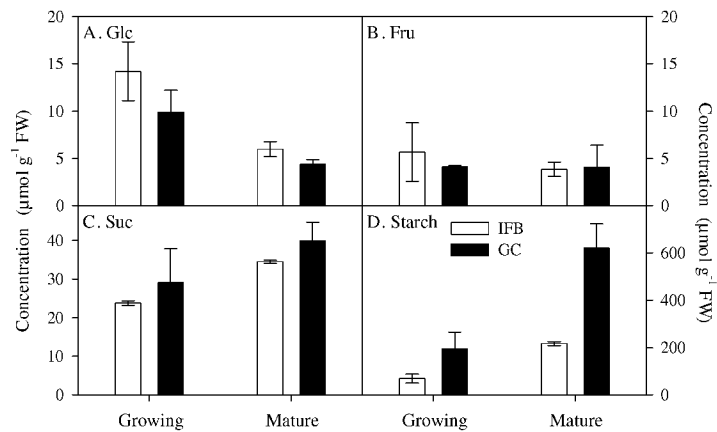 A. Glc
B. Fru
20
15
10
5
0
20
15
10
5
0
Concentration (µmol g⁻¹ FW)
Concentration (µmol g⁻¹ FW)
C. Suc
D. Starch
IFB
GC
40
30
20
10
0
600
400
200
0
Growing
Mature
Growing
Mature